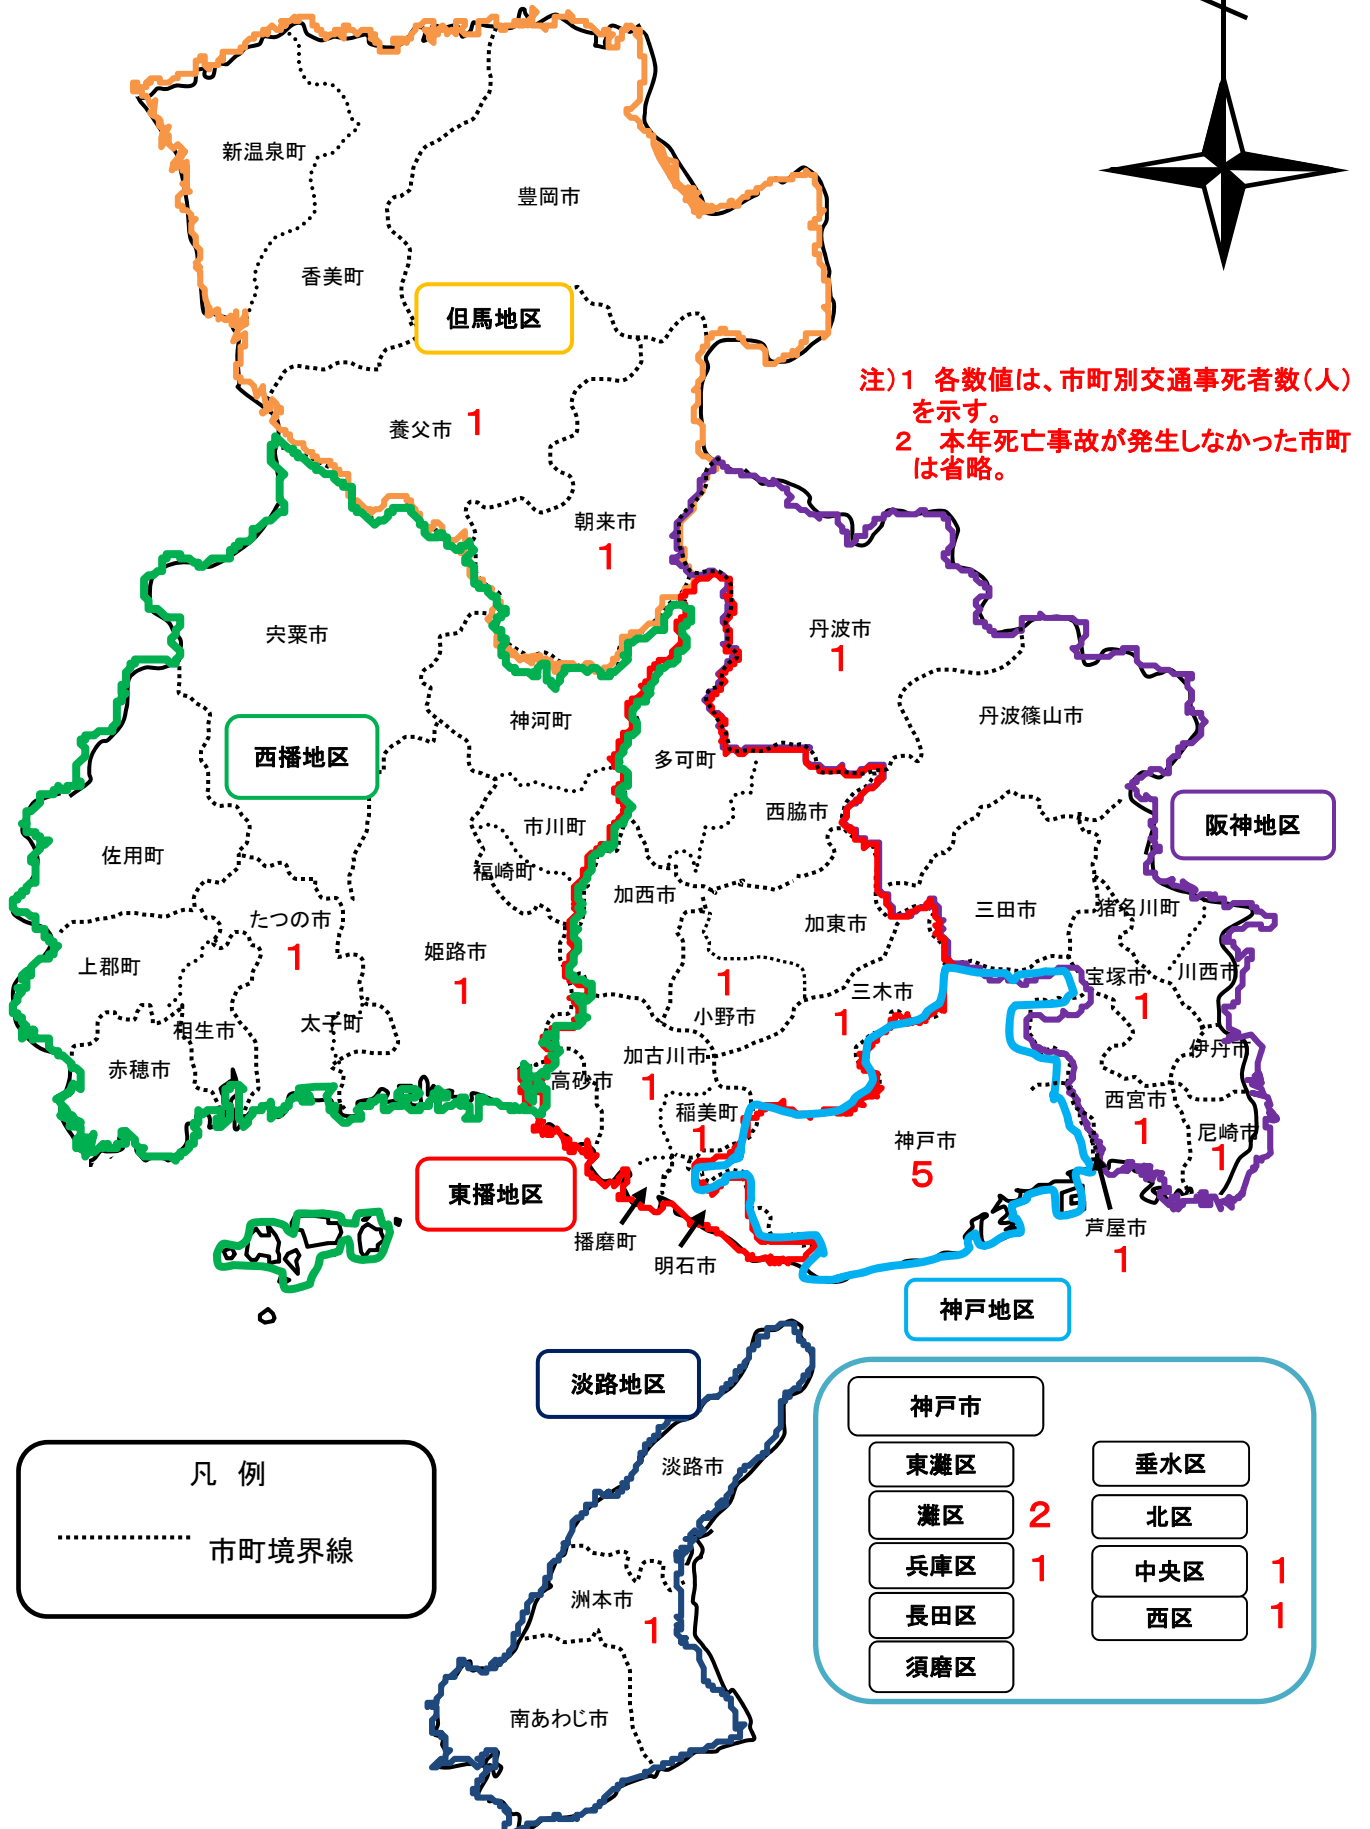 新温泉町
豊岡市
香美町
但馬地区
注)1 各数値は、市町別交通事死者数(人)
を示す。
2 本年死亡事故が発生しなかった市町
は省略。
養父市 1
朝来市
1
宍粟市
丹波市
1
神河町
丹波篠山市
西播地区
多可町
西脇市
阪神地区
市川町
佐用町
福崎町
加西市
たつの市
1
加東市
三田市
猪名川町
上郡町
姫路市
1
1
小野市
三木市
1
宝塚市
1
川西市
相生市
太子町
赤穂市
高砂市
加古川市
1
伊丹市
稲美町
1
西宮市
1
神戸市
5
尼崎市
1
東播地区
播磨町
明石市
芦屋市
1
神戸地区
淡路地区
神戸市
東灘区
垂水区
灘区 2
北区
兵庫区 1
中央区 1
長田区
西区 1
須磨区
淡路市
凡 例
市町境界線
洲本市
1
南あわじ市